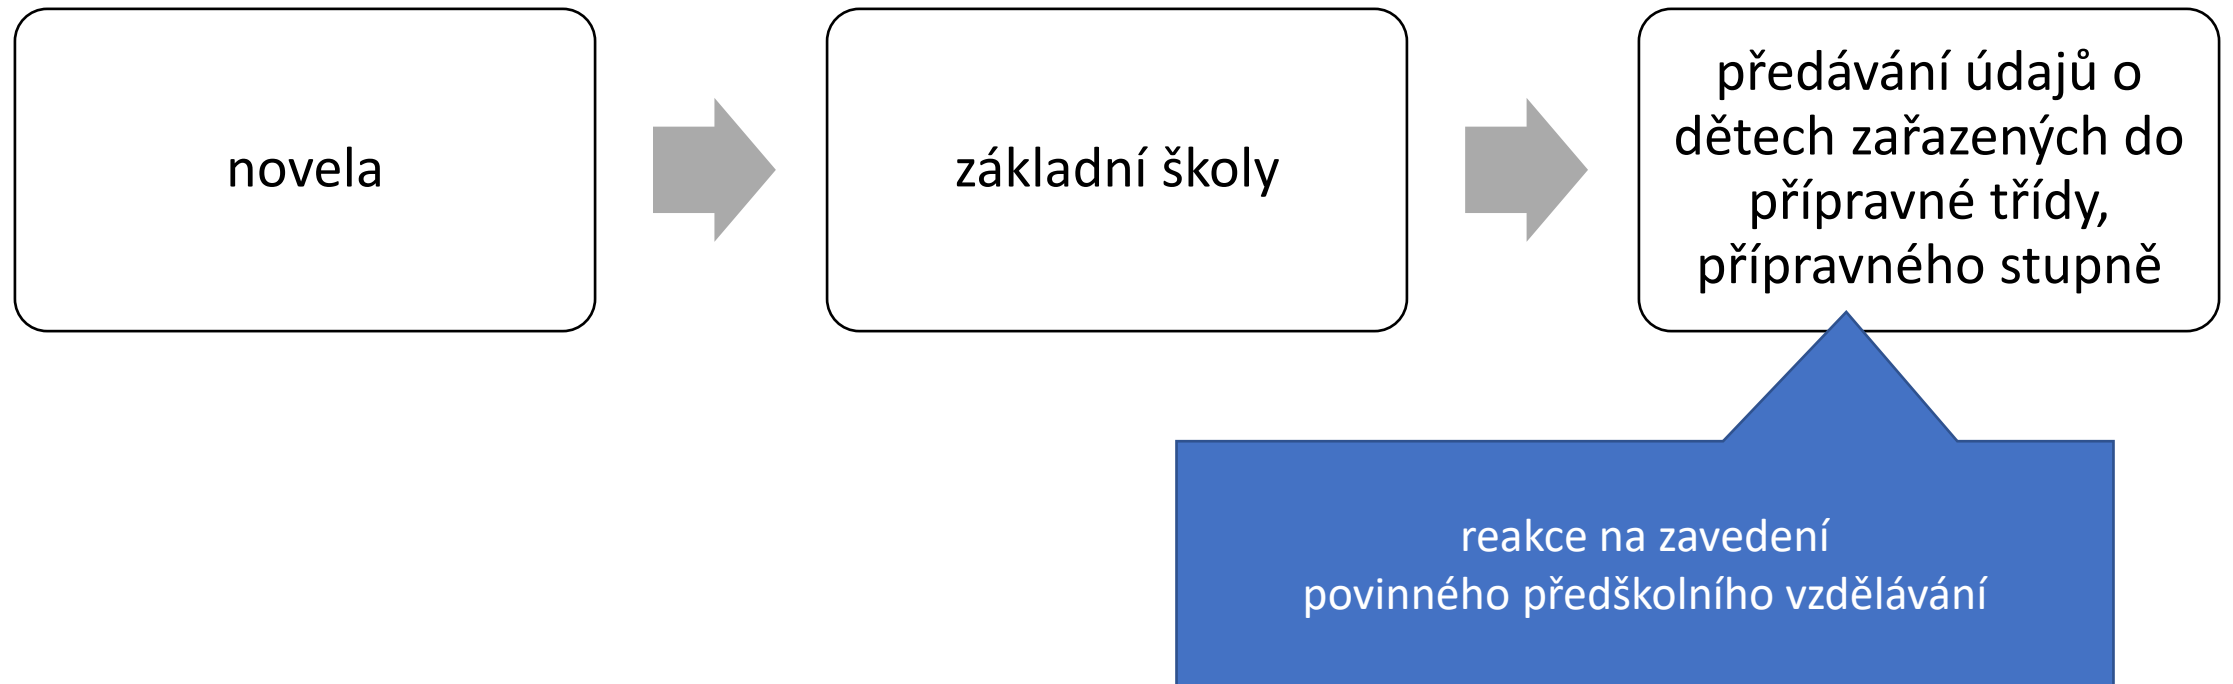 novela
základní školy
předávání údajů o
dětech zařazených do
přípravné třídy,
přípravného stupně
reakce na zavedení
povinného předškolního vzdělávání